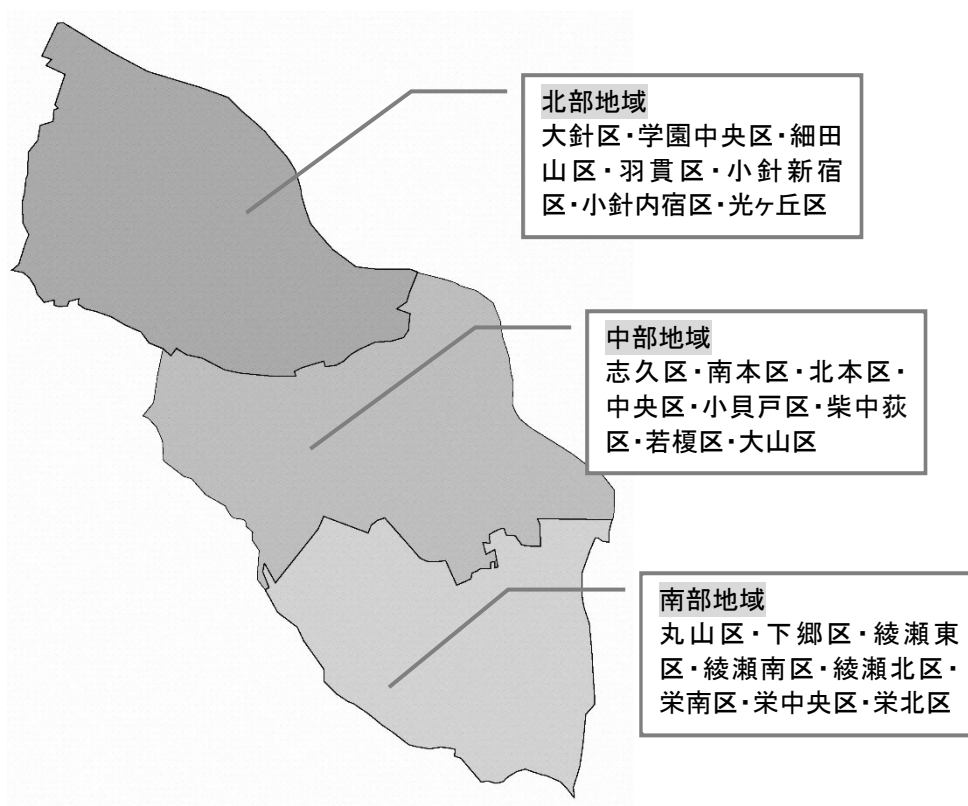 北部地域
大針区・学園中央区・細田
山区・羽貫区・小針新宿
区・小針内宿区・光ヶ丘区
中部地域
志久区・南本区・北本区・
中央区・小貝戸区・柴中荻
区・若榎区・大山区
南部地域
丸山区・下郷区・綾瀬東
区・綾瀬南区・綾瀬北区・
栄南区・栄中央区・栄北区